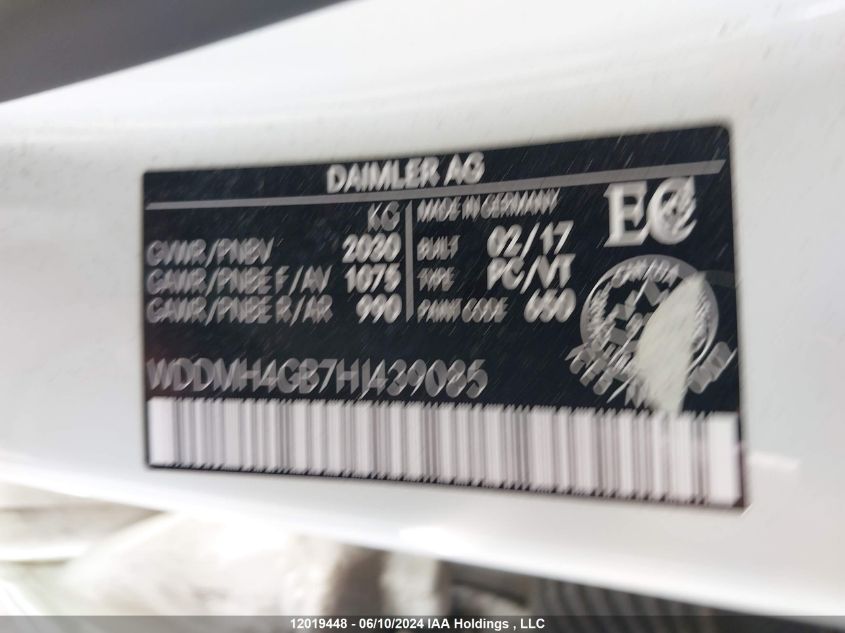 DAIMLER AG
KG
GVWR/PNBV 2030
GAWR/PNBE F/AV 1075
GAWR/PNBE R/AR 990
MADE IN GERMANY
BUILT 02/17
TYPE PC/VT
PAINT CODE 650
EC
WDDMH4GB7HJ439085
12019448 - 06/10/2024 IAA Holdings , LLC